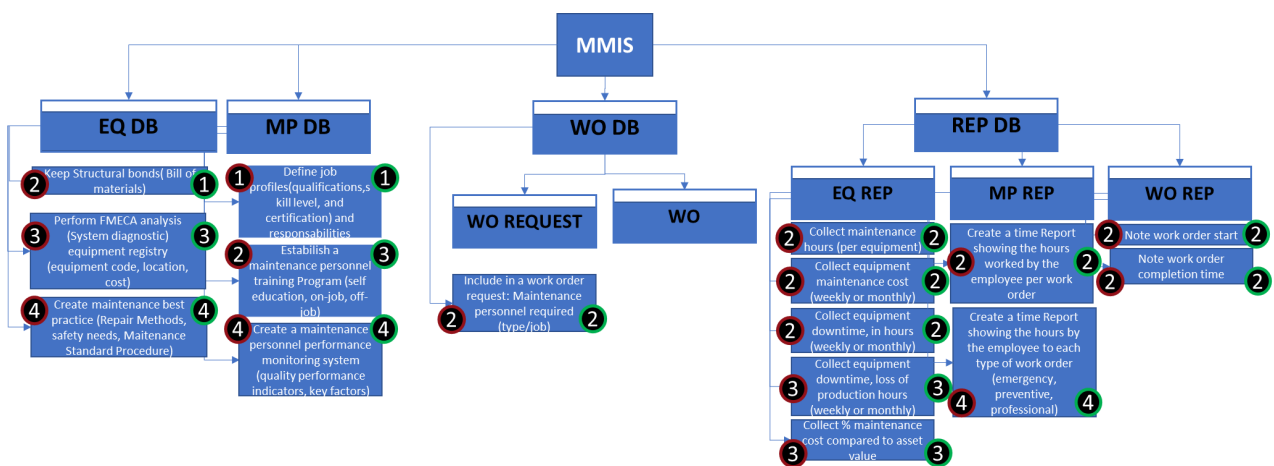 MMIS
EQ DB
MP DB
WO DB
REP DB
2
Keep Structural bonds( Bill of
materials)
1
3
Perform FMECA analysis
(System diagnostic)
equipment registry
(equipment code, location,
cost)
3
4
Create maintenance best
practice (Repair Methods,
safety needs, Maitenance
Standard Procedure)
4
1
Define job
profiles(qualifications,s
kill level, and
certification) and
responsabilities
1
2
Estabilish a
maintenance personnel
training Program (self
education, on-job, off-
job)
3
4
Create a maintenance
personnel performance
monitoring system
(quality performance
indicators, key factors)
4
WO REQUEST
WO
2
Include in a work order
request: Maintenance
personnel required
(type/job)
2
EQ REP
MP REP
WO REP
2
Collect maintenance
hours (per equipment)
2
2
Collect equipment
maintenance cost
(weekly or monthly)
2
2
Collect equipment
downtime, in hours
(weekly or monthly)
2
3
Collect equipment
downtime, loss of
production hours
(weekly or monthly)
3
3
Collect % maintenance
cost compared to asset
value
3
2
Create a time Report
showing the hours
worked by the
employee per work
order
2
4
Create a time Report
showing the hours by
the employee to each
type of work order
(emergency,
preventive,
professional)
4
2
Note work order start
2
2
Note work order
completion time
2